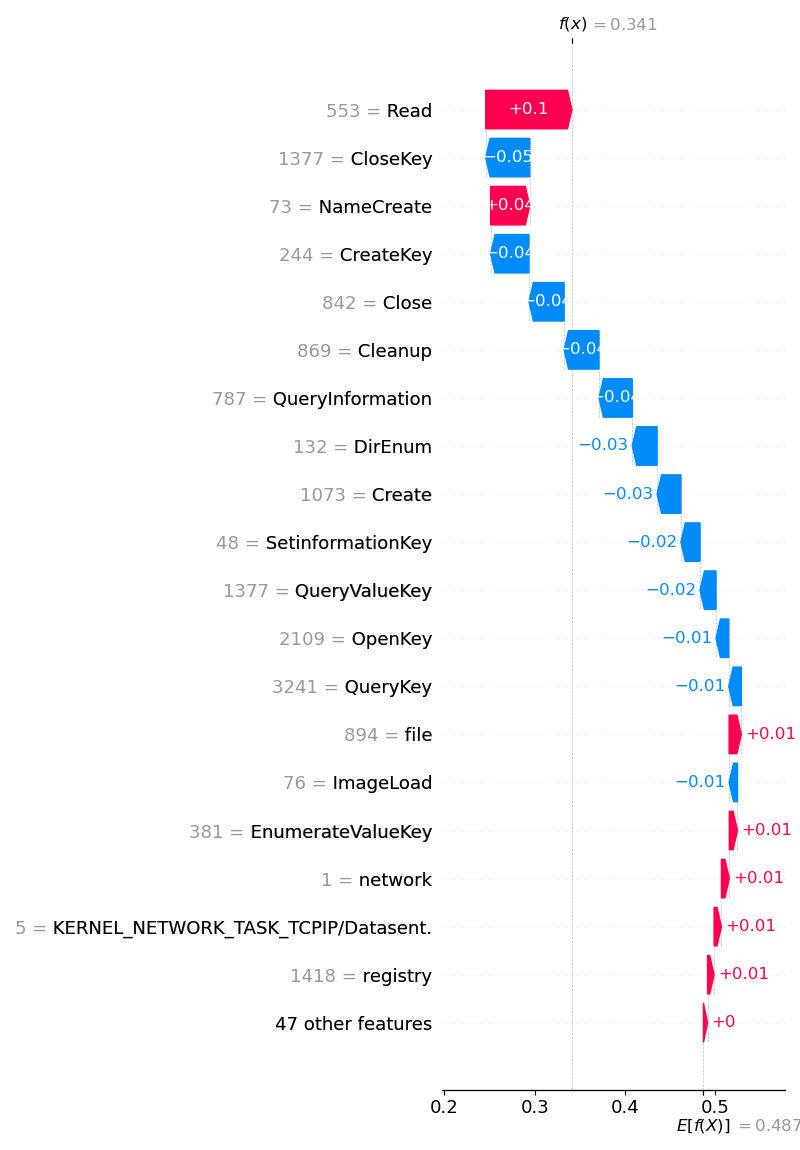 f(x) = 0.341
553 = Read +0.1
1377 = CloseKey −0.05
73 = NameCreate +0.04
244 = CreateKey −0.04
842 = Close −0.04
869 = Cleanup −0.04
787 = QueryInformation −0.04
132 = DirEnum −0.03
1073 = Create −0.03
48 = SetinformationKey −0.02
1377 = QueryValueKey −0.02
2109 = OpenKey −0.01
3241 = QueryKey −0.01
894 = file +0.01
76 = ImageLoad −0.01
381 = EnumerateValueKey +0.01
1 = network +0.01
5 = KERNEL_NETWORK_TASK_TCPIP/Datasent. +0.01
1418 = registry +0.01
47 other features +0
0.2 0.3 0.4 0.5
E[f(X)] = 0.487